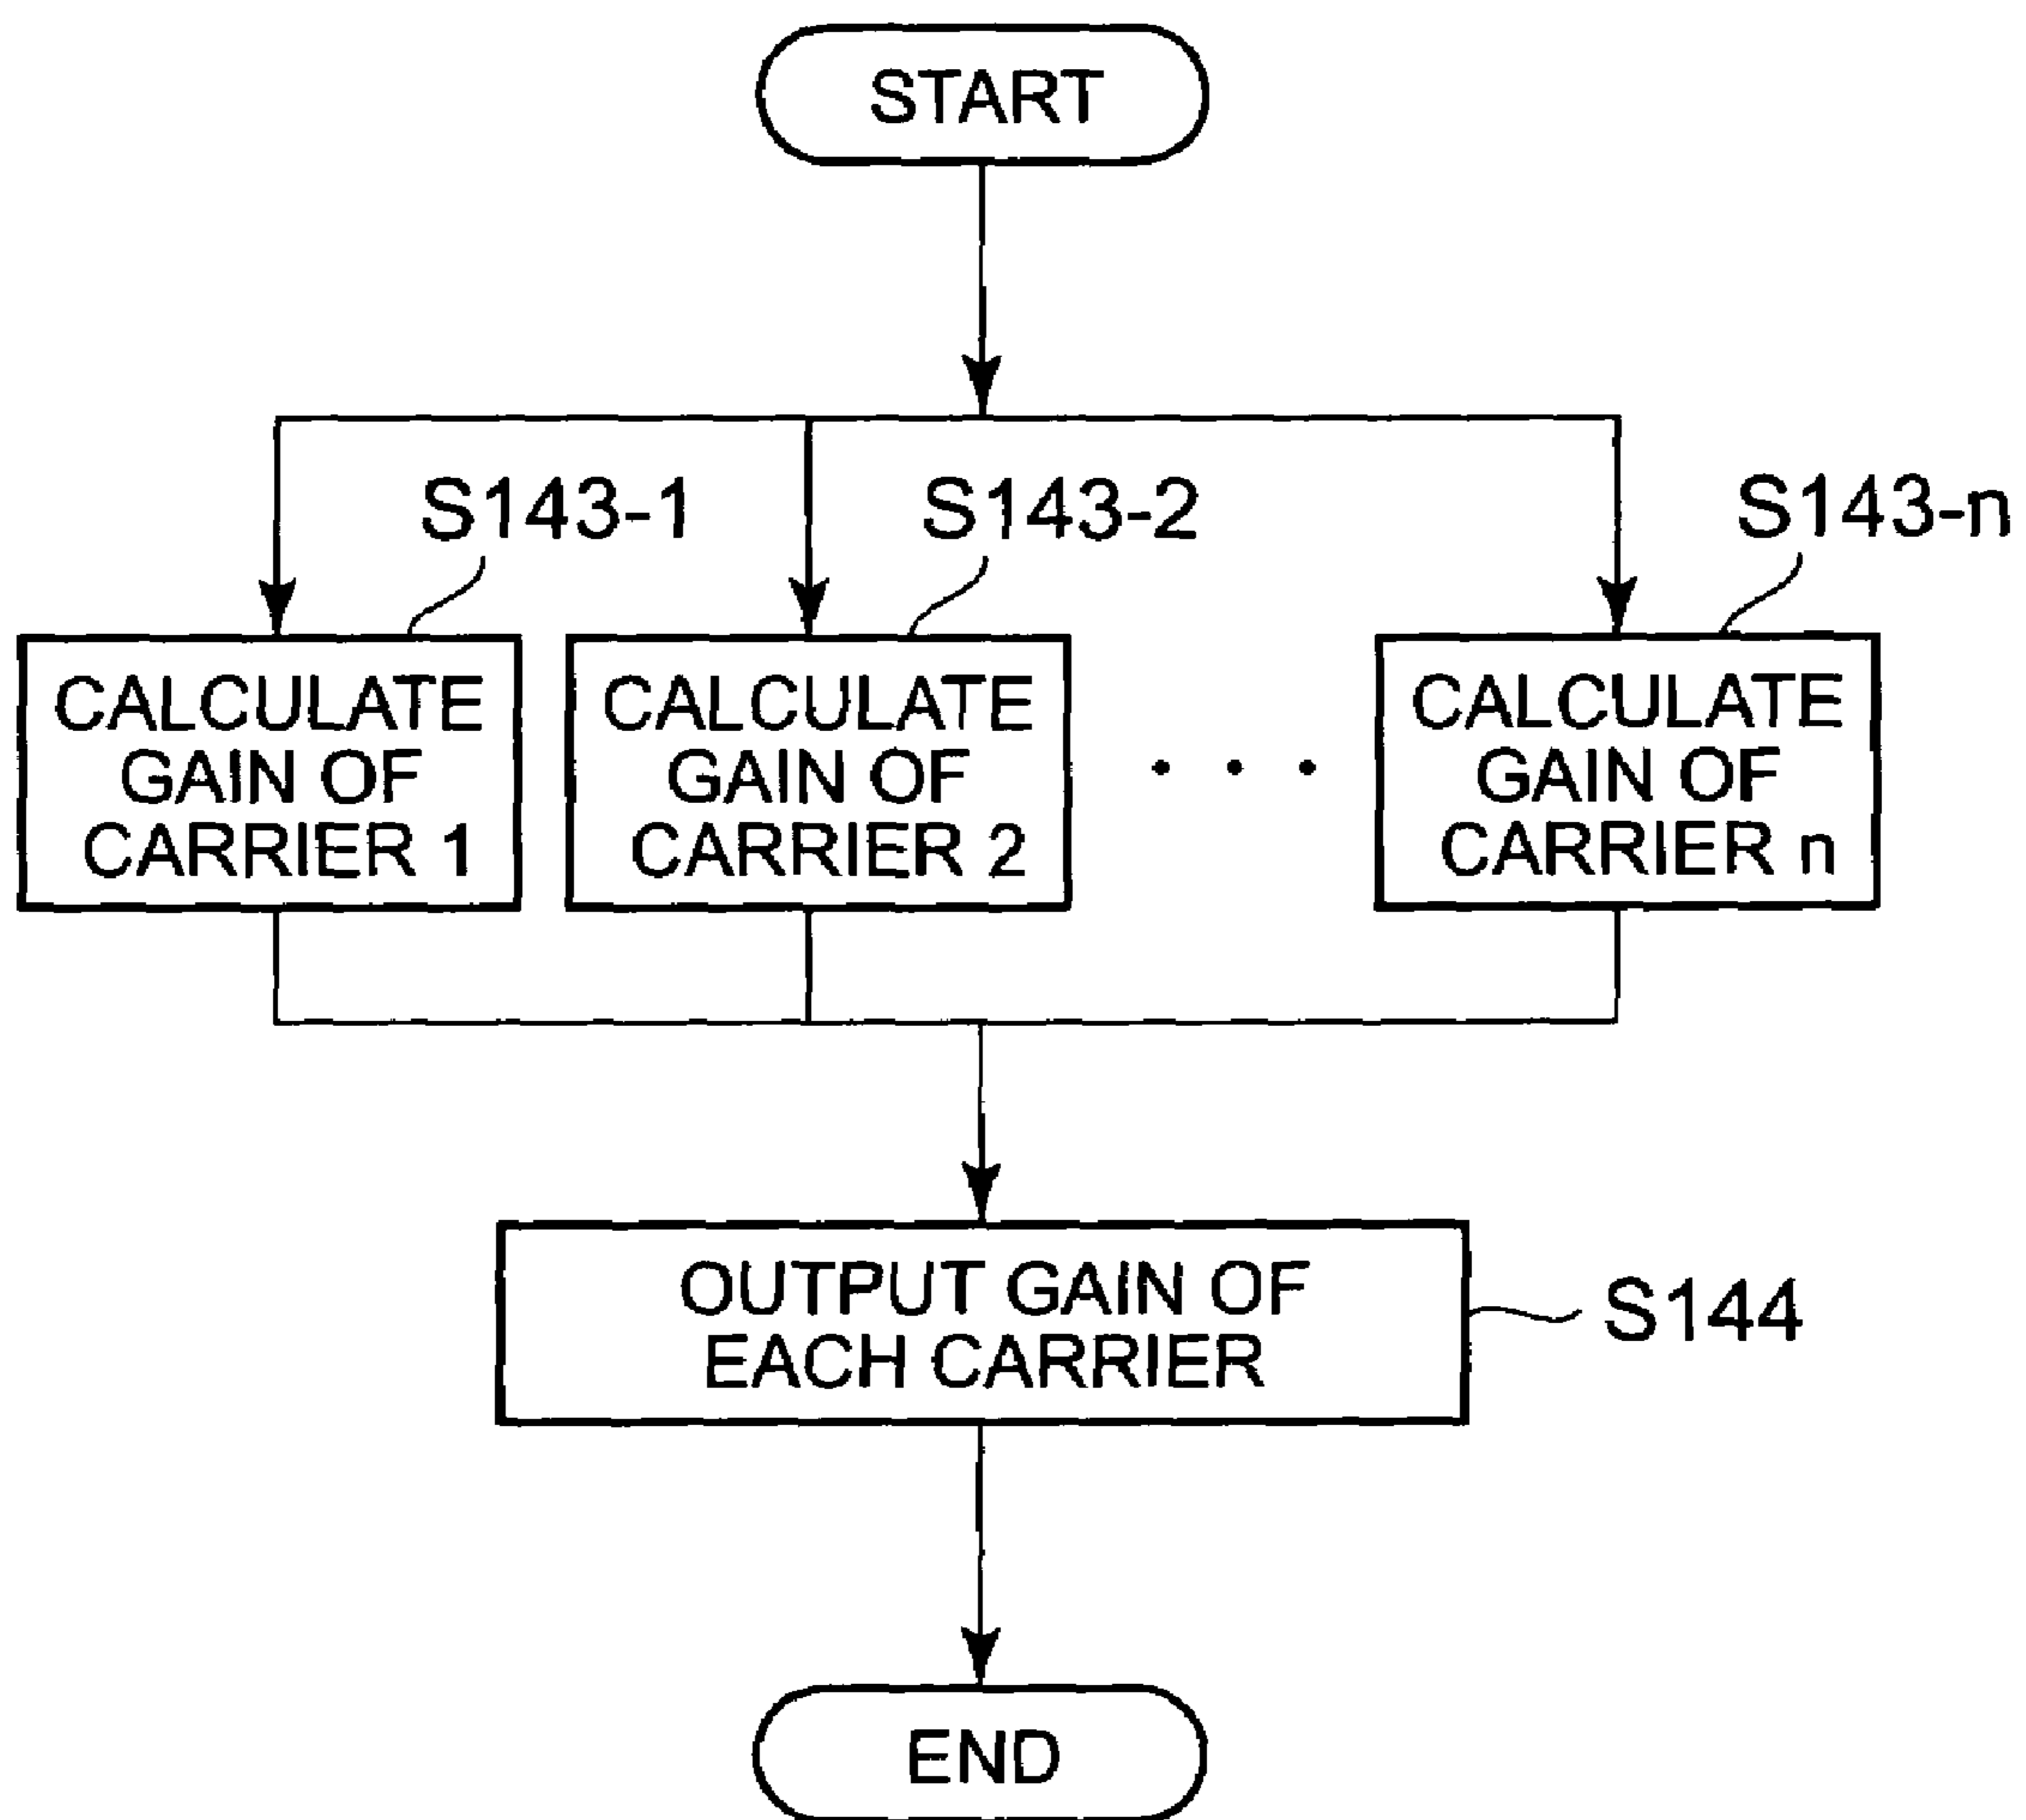 START
S143-1
S143-2
S143-n
CALCULATE
GAIN OF
CARRIER 1
CALCULATE
GAIN OF
CARRIER 2
. . .
CALCULATE
GAIN OF
CARRIER n
OUTPUT GAIN OF
EACH CARRIER
S144
END